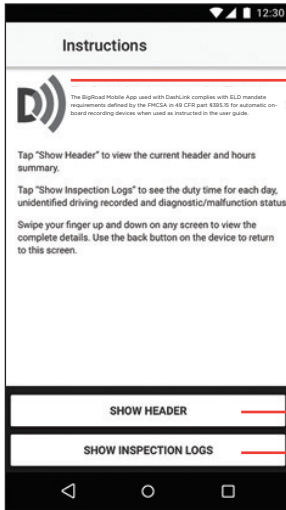 12:30
Instructions
The BigRoad Mobile App used with DashLink complies with ELD mandate
requirements defined by the FMCSA in 49 CFR part §395.15 for automatic on-
board recording devices when used as instructed in the user guide.
Tap "Show Header" to view the current header and hours
summary.
Tap "Show Inspection Logs" to see the duty time for each day,
unidentified driving recorded and diagnostic/malfunction status
Swipe your finger up and down on any screen to view the
complete details. Use the back button on the device to return
to this screen.
SHOW HEADER
SHOW INSPECTION LOGS